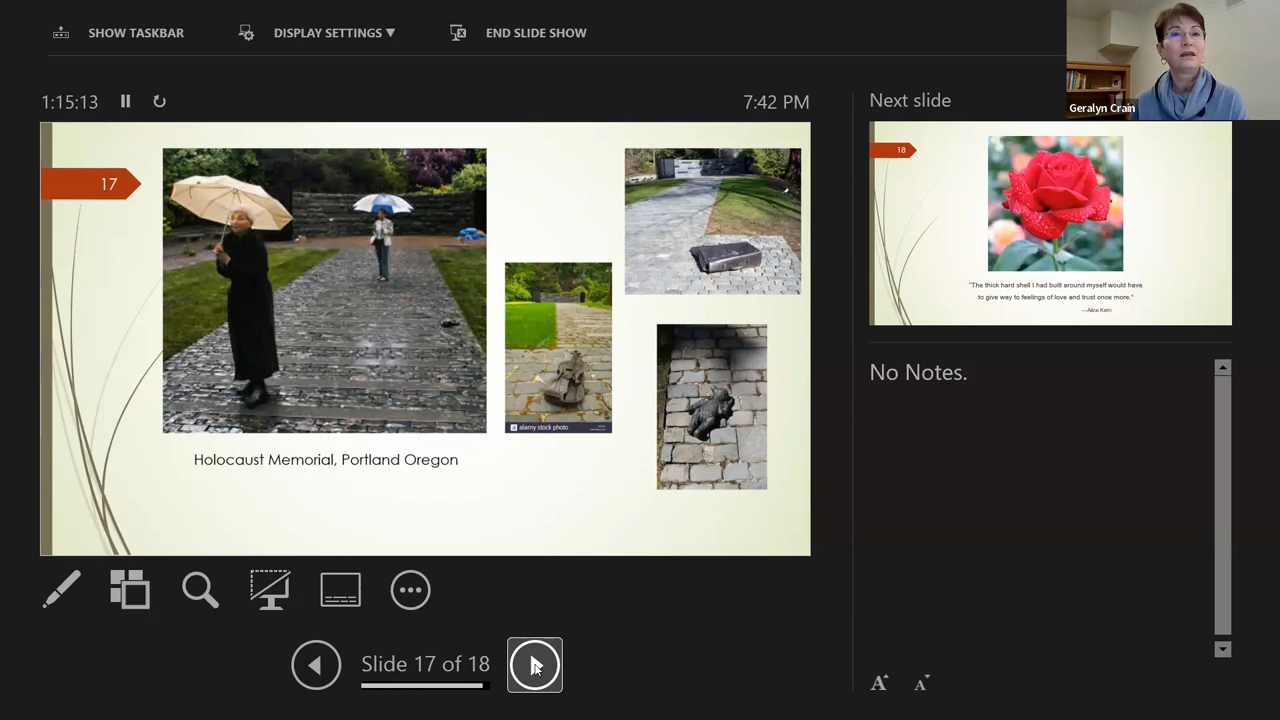 SHOW TASKBAR
DISPLAY SETTINGS ▼
END SLIDE SHOW
Geralyn Crain
1:15:13
7:42 PM
Next slide
17
Holocaust Memorial, Portland Oregon
alamy stock photo
18
"The thick hard shell I had built around myself would have
to give way to feelings of love and trust once more."
—Alice Kern
No Notes.
Slide 17 of 18
A A